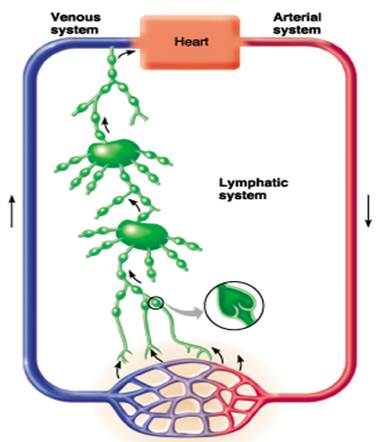 Venous
system
Arterial
system
Heart
Lymphatic
system